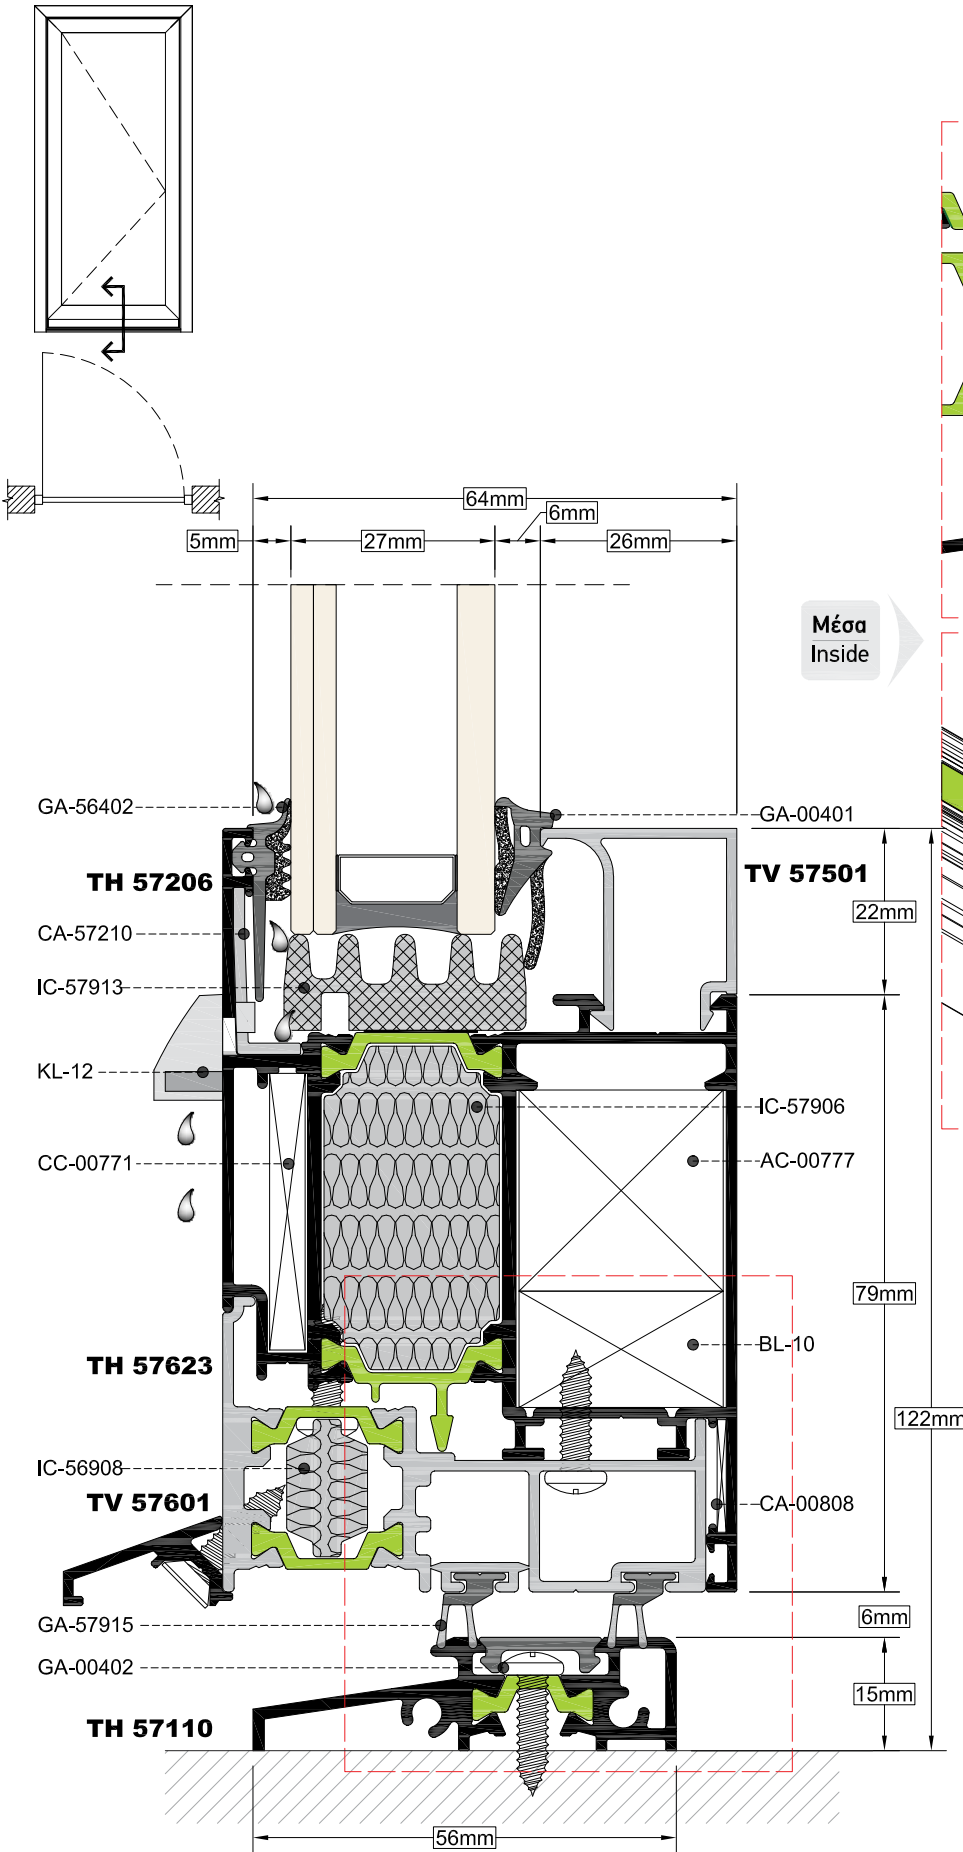 64mm
6mm
5mm
27mm
26mm
Μέσα
Inside
GA-56402
GA-00401
TH 57206
TV 57501
22mm
CA-57210
IC-57913
KL-12
IC-57906
CC-00771
AC-00777
79mm
BL-10
TH 57623
122mm
IC-56908
TV 57601
CA-00808
GA-57915
6mm
GA-00402
15mm
TH 57110
56mm